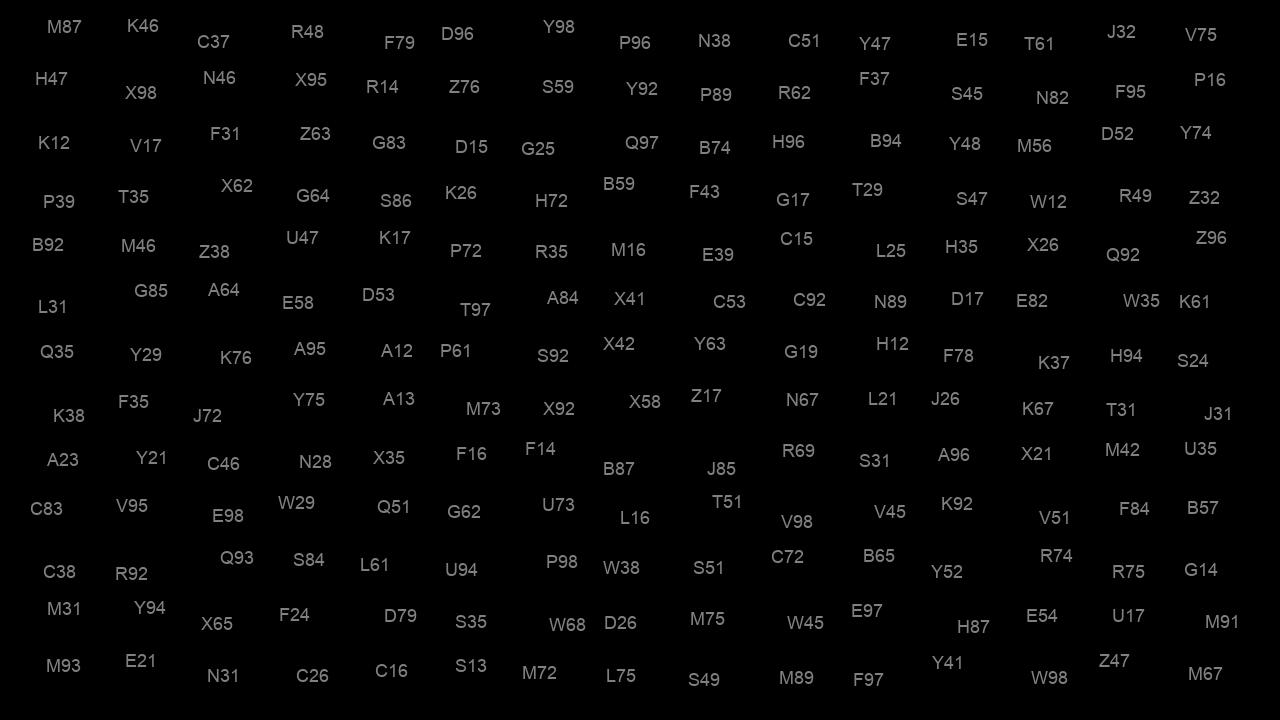 M87 K46 C37 R48 F79 D96 Y98 P96 N38 C51 Y47 E15 T61 J32 V75
H47 X98 N46 X95 R14 Z76 S59 Y92 P89 R62 F37 S45 N82 F95 P16
K12 V17 F31 Z63 G83 D15 G25 Q97 B74 H96 B94 Y48 M56 D52 Y74
P39 T35 X62 G64 S86 K26 H72 B59 F43 G17 T29 S47 W12 R49 Z32
B92 M46 Z38 U47 K17 P72 R35 M16 E39 C15 L25 H35 X26 Q92 Z96
L31 G85 A64 E58 D53 T97 A84 X41 C53 C92 N89 D17 E82 W35 K61
Q35 Y29 K76 A95 A12 P61 S92 X42 Y63 G19 H12 F78 K37 H94 S24
K38 F35 J72 Y75 A13 M73 X92 X58 Z17 N67 L21 J26 K67 T31 J31
A23 Y21 C46 N28 X35 F16 F14 B87 J85 R69 S31 A96 X21 M42 U35
C83 V95 E98 W29 Q51 G62 U73 L16 T51 V98 V45 K92 V51 F84 B57
C38 R92 Q93 S84 L61 U94 P98 W38 S51 C72 B65 Y52 R74 R75 G14
M31 Y94 X65 F24 D79 S35 W68 D26 M75 W45 E97 H87 E54 U17 M91
M93 E21 N31 C26 C16 S13 M72 L75 S49 M89 F97 Y41 W98 Z47 M67